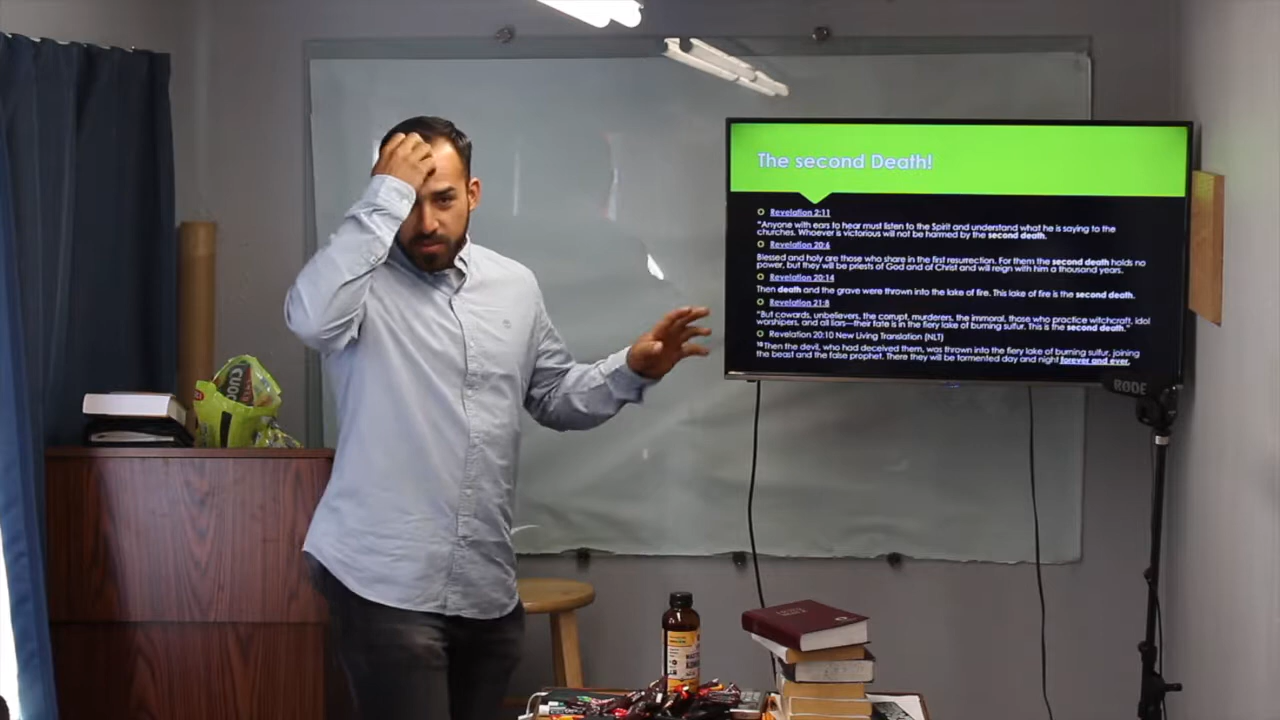 The second Death!
Revelation 2:11
"Anyone with ears to hear must listen to the Spirit and understand what he is saying to the
churches. Whoever is victorious will not be harmed by the second death.
Revelation 20:6
Blessed and holy are those who share in the first resurrection. For them the second death holds no
power, but they will be priests of God and of Christ and will reign with him a thousand years.
Revelation 20:14
Then death and the grave were thrown into the lake of fire. This lake of fire is the second death.
Revelation 21:8
"But cowards, unbelievers, the corrupt, murderers, the immoral, those who practice witchcraft, idol
worshipers, and all liars—their fate is in the fiery lake of burning sulfur. This is the second death."
Revelation 20:10 New Living Translation (NLT)
10 Then the devil, who had deceived them, was thrown into the fiery lake of burning sulfur, joining
the beast and the false prophet. There they will be tormented day and night forever and ever.
RODE